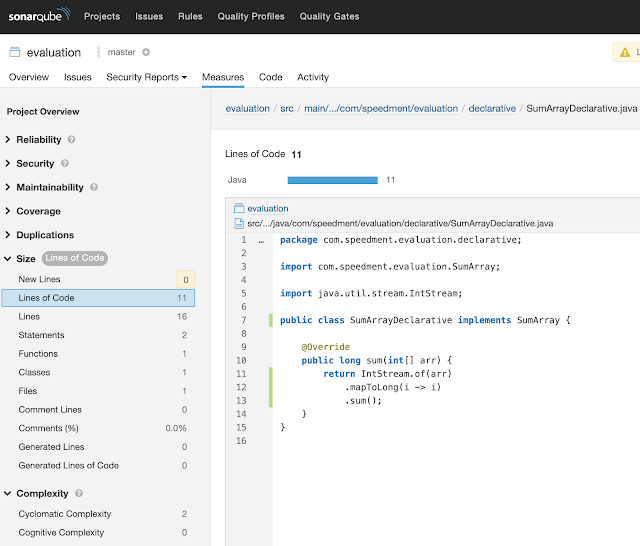 sonarqube Projects Issues Rules Quality Profiles Quality Gates
evaluation master
Overview Issues Security Reports Measures Code Activity
Project Overview
Reliability ?
Security ?
Maintainability ?
Coverage
Duplications
Size Lines of Code
New Lines 0
Lines of Code 11
Lines 16
Statements 2
Functions 1
Classes 1
Files 1
Comment Lines 0
Comments (%) 0.0%
Generated Lines 0
Generated Lines of Code 0
Complexity ?
Cyclomatic Complexity 2
Cognitive Complexity 0
evaluation / src / main/.../com/speedment/evaluation / declarative / SumArrayDeclarative.java
Lines of Code 11
Java 11
evaluation
src/.../java/com/speedment/evaluation/declarative/SumArrayDeclarative.java
1 … package com.speedment.evaluation.declarative;
2
3 import com.speedment.evaluation.SumArray;
4
5 import java.util.stream.IntStream;
6
7 public class SumArrayDeclarative implements SumArray {
8
9 @Override
10 public long sum(int[] arr) {
11 return IntStream.of(arr)
12 .mapToLong(i -> i)
13 .sum();
14 }
15 }
16